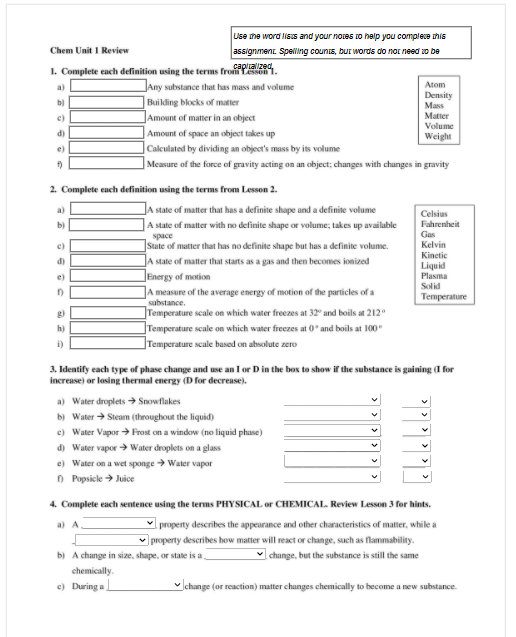 Use the word lists and your notes to help you complete this
assignment. Spelling counts, but words do not need to be
capitalized.
Chem Unit 1 Review
1. Complete each definition using the terms from Lesson 1.
a) Any substance that has mass and volume
b) Building blocks of matter
c) Amount of matter in an object
d) Amount of space an object takes up
e) Calculated by dividing an object's mass by its volume
f) Measure of the force of gravity acting on an object; changes with changes in gravity
Atom
Density
Mass
Matter
Volume
Weight
2. Complete each definition using the terms from Lesson 2.
a) A state of matter that has a definite shape and a definite volume
b) A state of matter with no definite shape or volume; takes up available
space
c) State of matter that has no definite shape but has a definite volume.
d) A state of matter that starts as a gas and then becomes ionized
e) Energy of motion
f) A measure of the average energy of motion of the particles of a
substance.
g) Temperature scale on which water freezes at 32° and boils at 212°
h) Temperature scale on which water freezes at 0° and boils at 100°
i) Temperature scale based on absolute zero
Celsius
Fahrenheit
Gas
Kelvin
Kinetic
Liquid
Plasma
Solid
Temperature
3. Identify each type of phase change and use an I or D in the box to show if the substance is gaining (I for
increase) or losing thermal energy (D for decrease).
a) Water droplets → Snowflakes
b) Water → Steam (throughout the liquid)
c) Water Vapor → Frost on a window (no liquid phase)
d) Water vapor → Water droplets on a glass
e) Water on a wet sponge → Water vapor
f) Popsicle → Juice
4. Complete each sentence using the terms PHYSICAL or CHEMICAL. Review Lesson 3 for hints.
a) A property describes the appearance and other characteristics of matter, while a
property describes how matter will react or change, such as flammability.
b) A change in size, shape, or state is a change, but the substance is still the same
chemically.
c) During a change (or reaction) matter changes chemically to become a new substance.